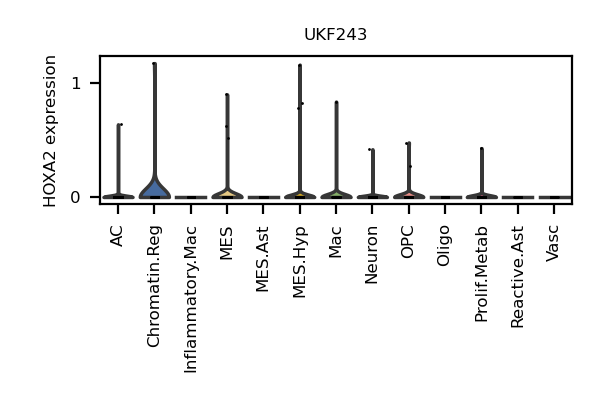 UKF243
HOXA2 expression
1
0
AC
Chromatin.Reg
Inflammatory.Mac
MES
MES.Ast
MES.Hyp
Mac
Neuron
OPC
Oligo
Prolif.Metab
Reactive.Ast
Vasc